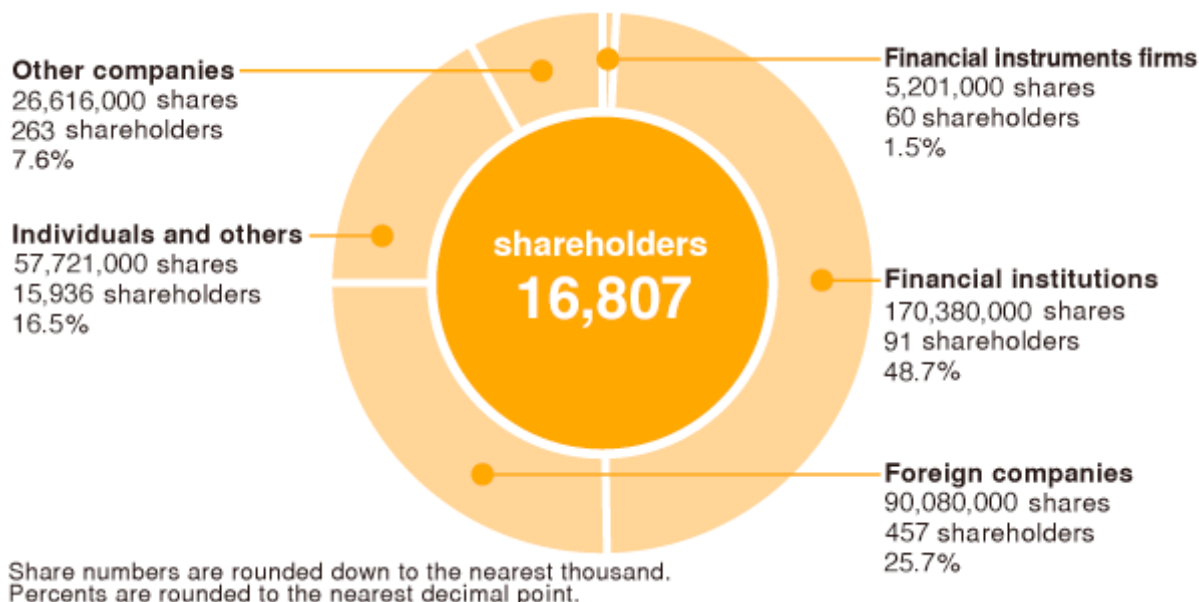 Other companies
26,616,000 shares
263 shareholders
7.6%
Individuals and others
57,721,000 shares
15,936 shareholders
16.5%
shareholders
16,807
Financial instruments firms
5,201,000 shares
60 shareholders
1.5%
Financial institutions
170,380,000 shares
91 shareholders
48.7%
Foreign companies
90,080,000 shares
457 shareholders
25.7%
Share numbers are rounded down to the nearest thousand.
Percents are rounded to the nearest decimal point.